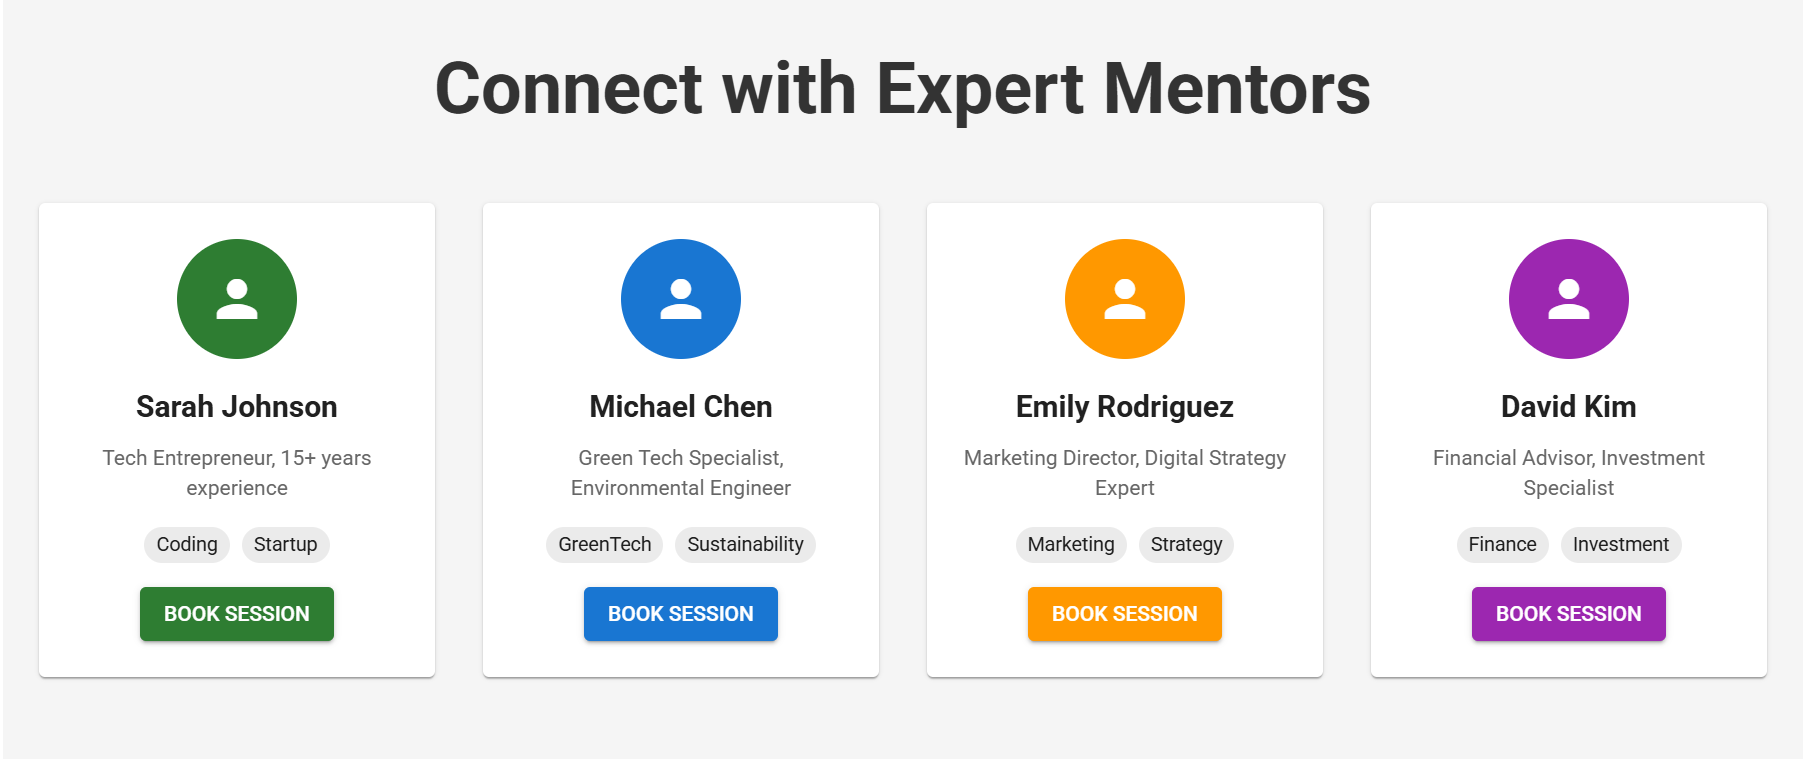 Connect with Expert Mentors
Sarah Johnson
Tech Entrepreneur, 15+ years
experience
Coding Startup
BOOK SESSION
Michael Chen
Green Tech Specialist,
Environmental Engineer
GreenTech Sustainability
BOOK SESSION
Emily Rodriguez
Marketing Director, Digital Strategy
Expert
Marketing Strategy
BOOK SESSION
David Kim
Financial Advisor, Investment
Specialist
Finance Investment
BOOK SESSION